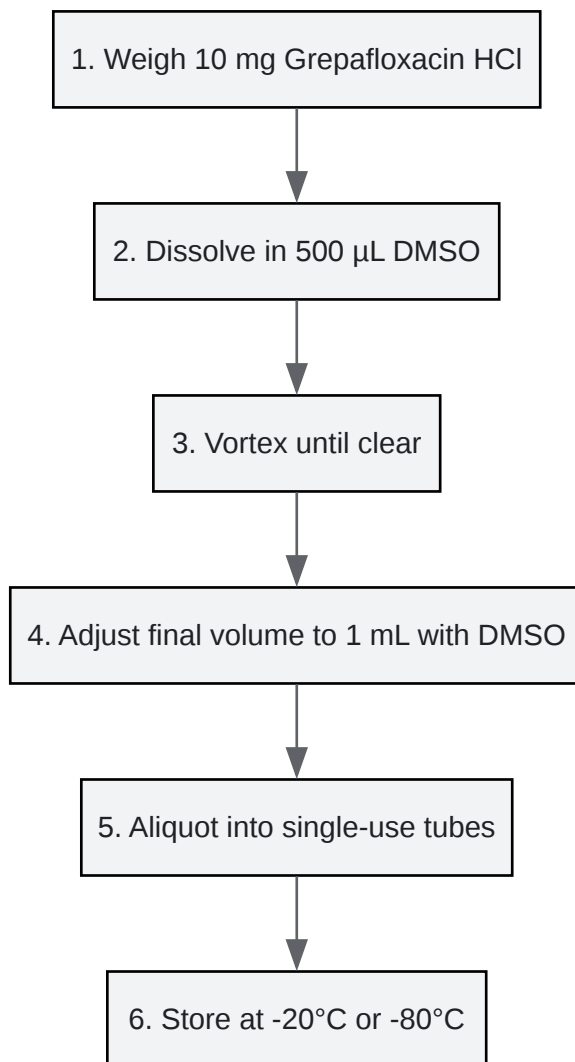 1. Weigh 10 mg Grepafloxacin HCl
2. Dissolve in 500 µL DMSO
3. Vortex until clear
4. Adjust final volume to 1 mL with DMSO
5. Aliquot into single-use tubes
6. Store at -20°C or -80°C